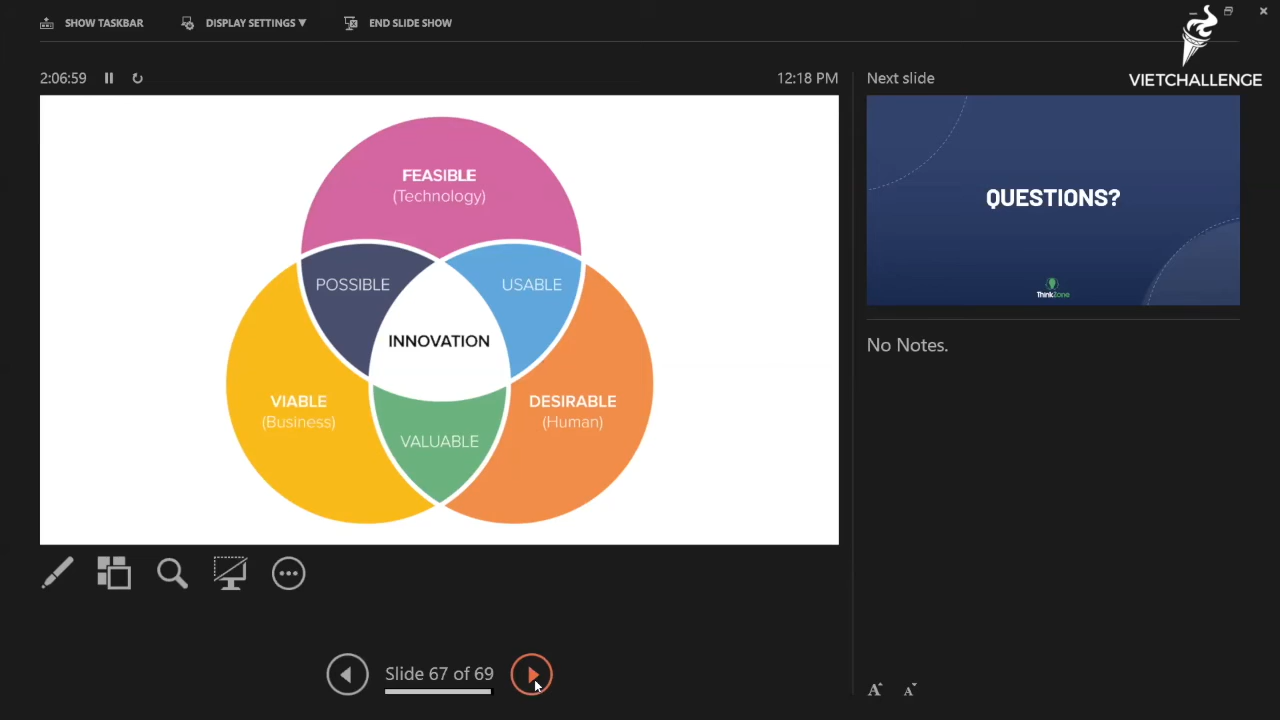 SHOW TASKBAR
DISPLAY SETTINGS ▼
END SLIDE SHOW
VIETCHALLENGE
2:06:59
12:18 PM
Next slide
FEASIBLE
(Technology)
POSSIBLE
USABLE
INNOVATION
VIABLE
(Business)
DESIRABLE
(Human)
VALUABLE
QUESTIONS?
ThinkZone
No Notes.
Slide 67 of 69
A A